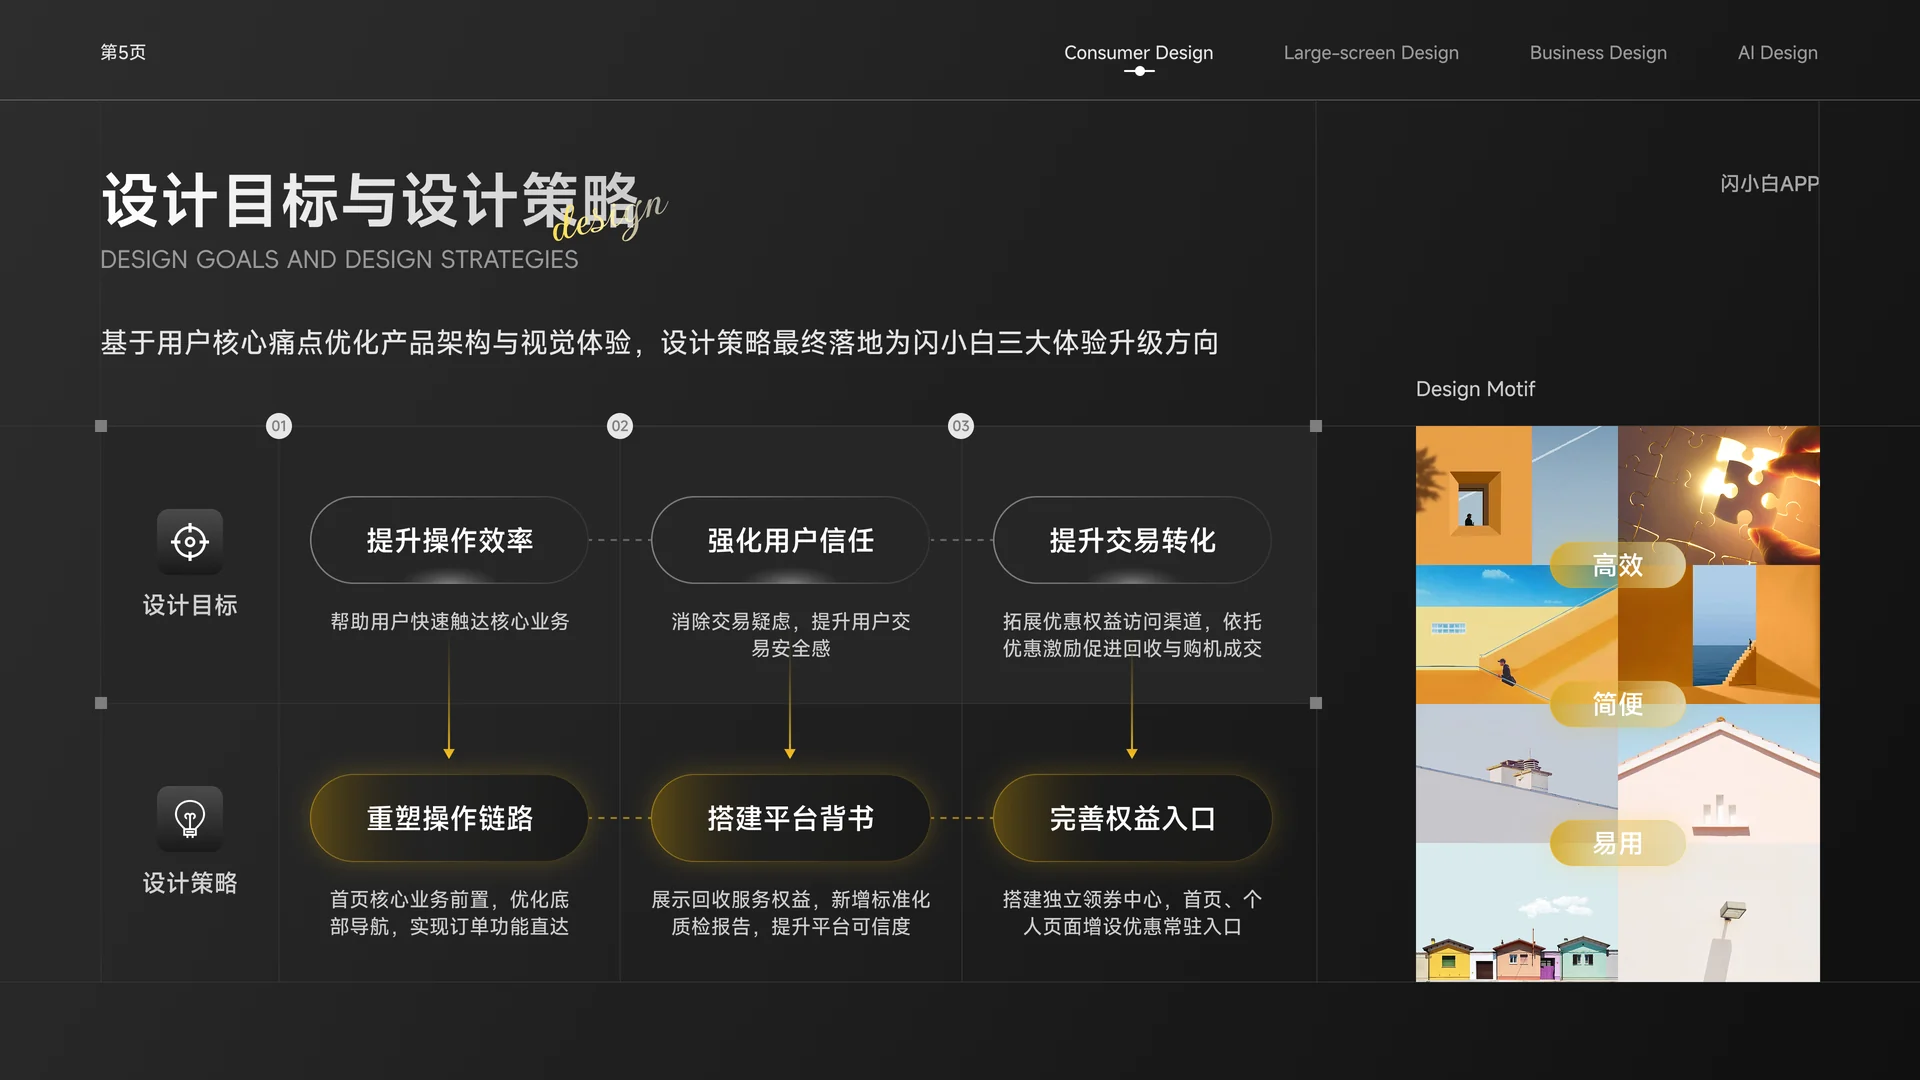 第5页
Consumer Design
Large-screen Design
Business Design
AI Design
设计目标与设计策略
design
DESIGN GOALS AND DESIGN STRATEGIES
闪小白APP
基于用户核心痛点优化产品架构与视觉体验，设计策略最终落地为闪小白三大体验升级方向
01
02
03
设计目标
提升操作效率
帮助用户快速触达核心业务
强化用户信任
消除交易疑虑，提升用户交
易安全感
提升交易转化
拓展优惠权益访问渠道，依托
优惠激励促进回收与购机成交
设计策略
重塑操作链路
首页核心业务前置，优化底
部导航，实现订单功能直达
搭建平台背书
展示回收服务权益，新增标准化
质检报告，提升平台可信度
完善权益入口
搭建独立领券中心，首页、个
人页面增设优惠常驻入口
Design Motif
高效
简便
易用